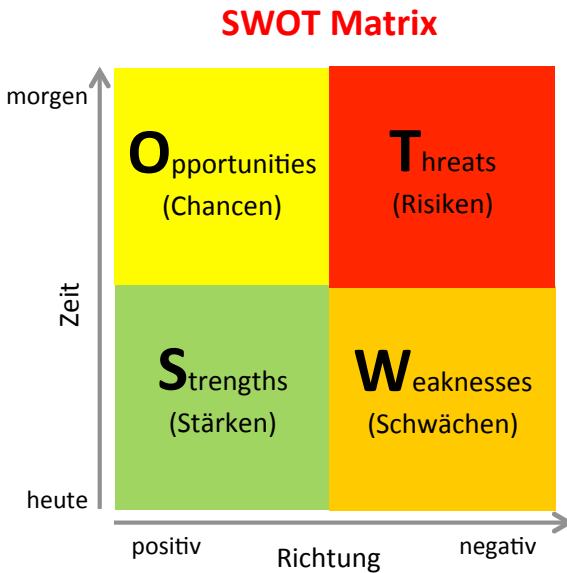 SWOT Matrix
morgen
Opportunities
(Chancen)
Threats
(Risiken)
Zeit
Strengths
(Stärken)
Weaknesses
(Schwächen)
heute
positiv
Richtung
negativ